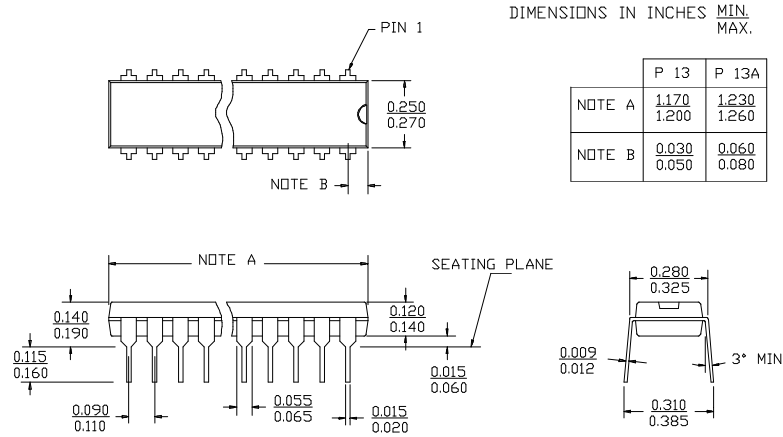 DIMENSIONS IN INCHES MIN.
MAX.
PIN 1
P 13 P 13A
NOTE A 1.170 1.230
1.200 1.260
NOTE B 0.030 0.060
0.050 0.080
0.250
0.270
NOTE B
NOTE A
SEATING PLANE
0.280
0.325
0.140
0.190
0.120
0.140
0.115
0.160
0.015
0.060
0.009
0.012
3° MIN
0.090
0.110
0.055
0.065
0.015
0.020
0.310
0.385